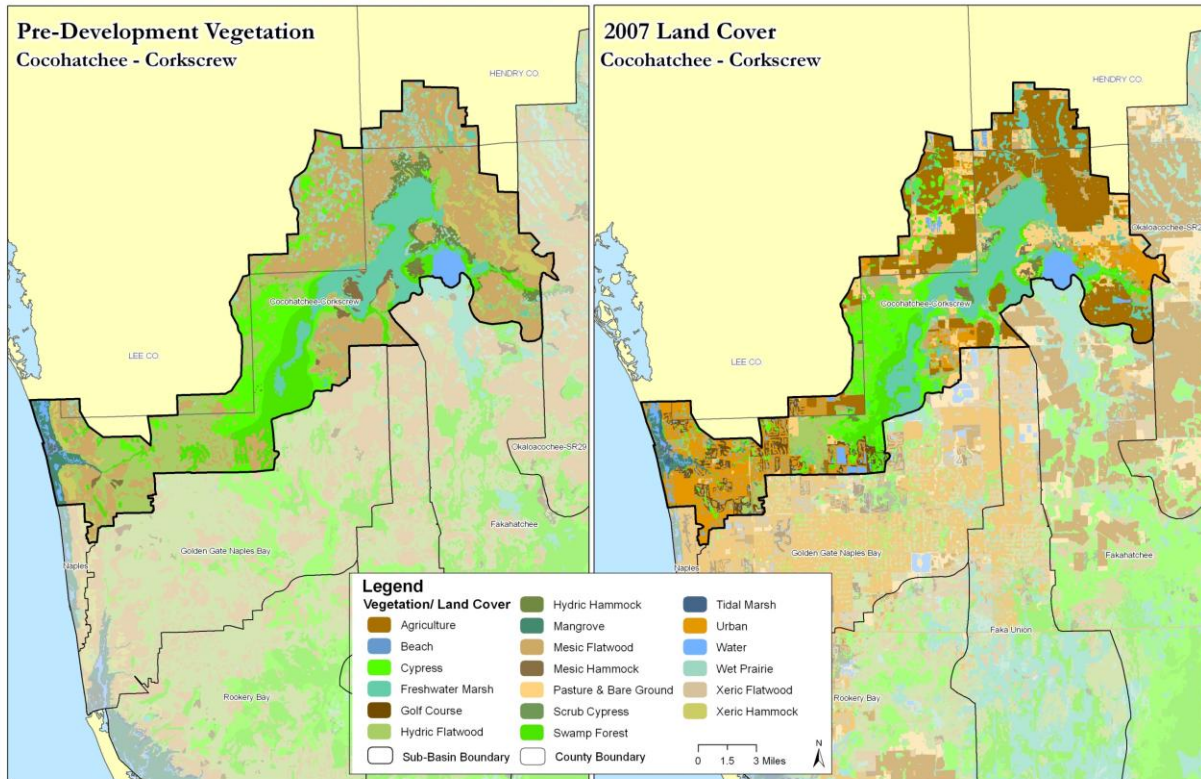 Pre-Development Vegetation
Cocohatchee - Corkscrew
HENDRY CO.
Cocohatchee-Corkscrew
LEE CO.
Okaloacoochee-SR29
Fakahatchee
Golden Gate Naples Bay
Naples
Rookery Bay
2007 Land Cover
Cocohatchee - Corkscrew
HENDRY CO.
Okaloacoochee-SR2
Cocohatchee-Corkscrew
LEE CO.
Golden Gate Naples Bay
Naples
Fakahatchee
Faka Union
Rookery Bay
Legend
Vegetation/ Land Cover
Agriculture
Beach
Cypress
Freshwater Marsh
Golf Course
Hydric Flatwood
Hydric Hammock
Mangrove
Mesic Flatwood
Mesic Hammock
Pasture & Bare Ground
Scrub Cypress
Swamp Forest
Tidal Marsh
Urban
Water
Wet Prairie
Xeric Flatwood
Xeric Hammock
Sub-Basin Boundary
County Boundary
0 1.5 3 Miles
N